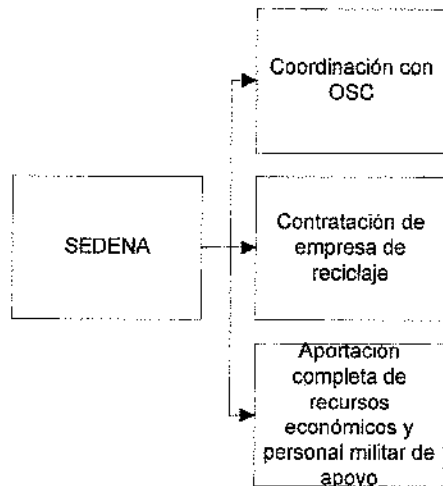 Coordinación con
OSC
SEDENA
Contratación de
empresa de
reciclaje
Aportación
completa de
recursos
económicos y
personal militar de
apoyo